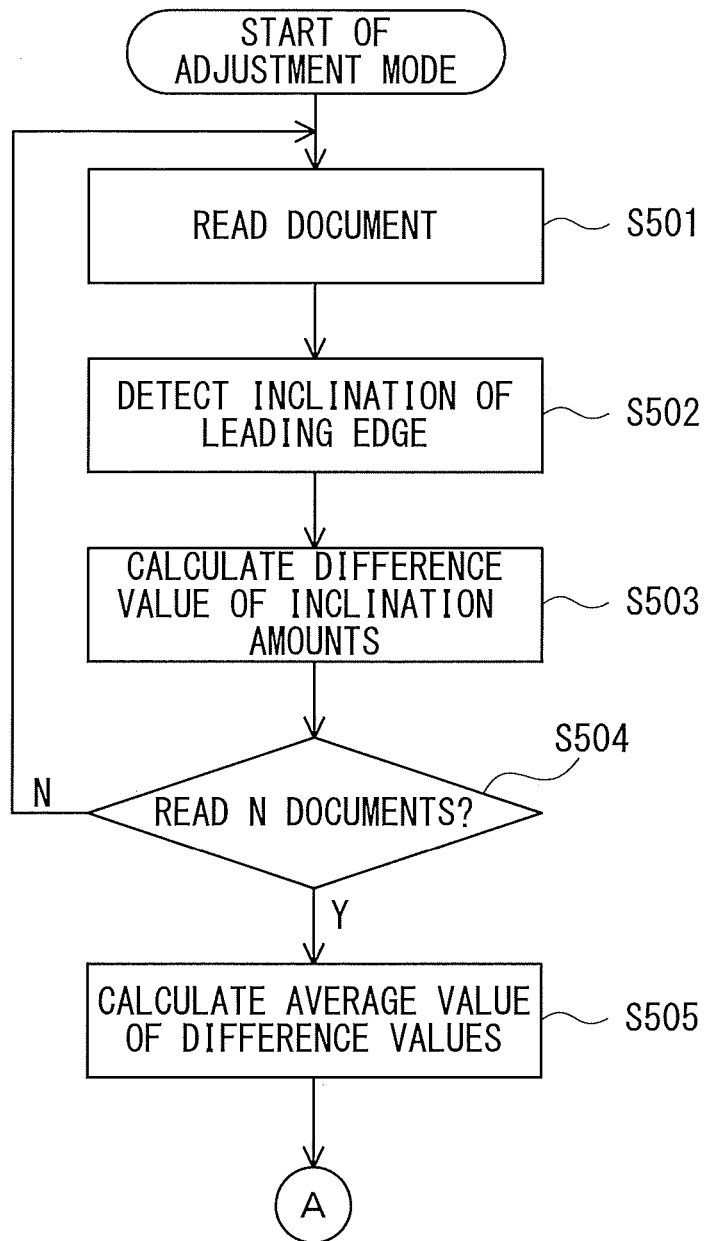 START OF
ADJUSTMENT MODE
READ DOCUMENT
S501
DETECT INCLINATION OF
LEADING EDGE
S502
CALCULATE DIFFERENCE
VALUE OF INCLINATION
AMOUNTS
S503
S504
N
READ N DOCUMENTS?
Y
CALCULATE AVERAGE VALUE
OF DIFFERENCE VALUES
S505
A